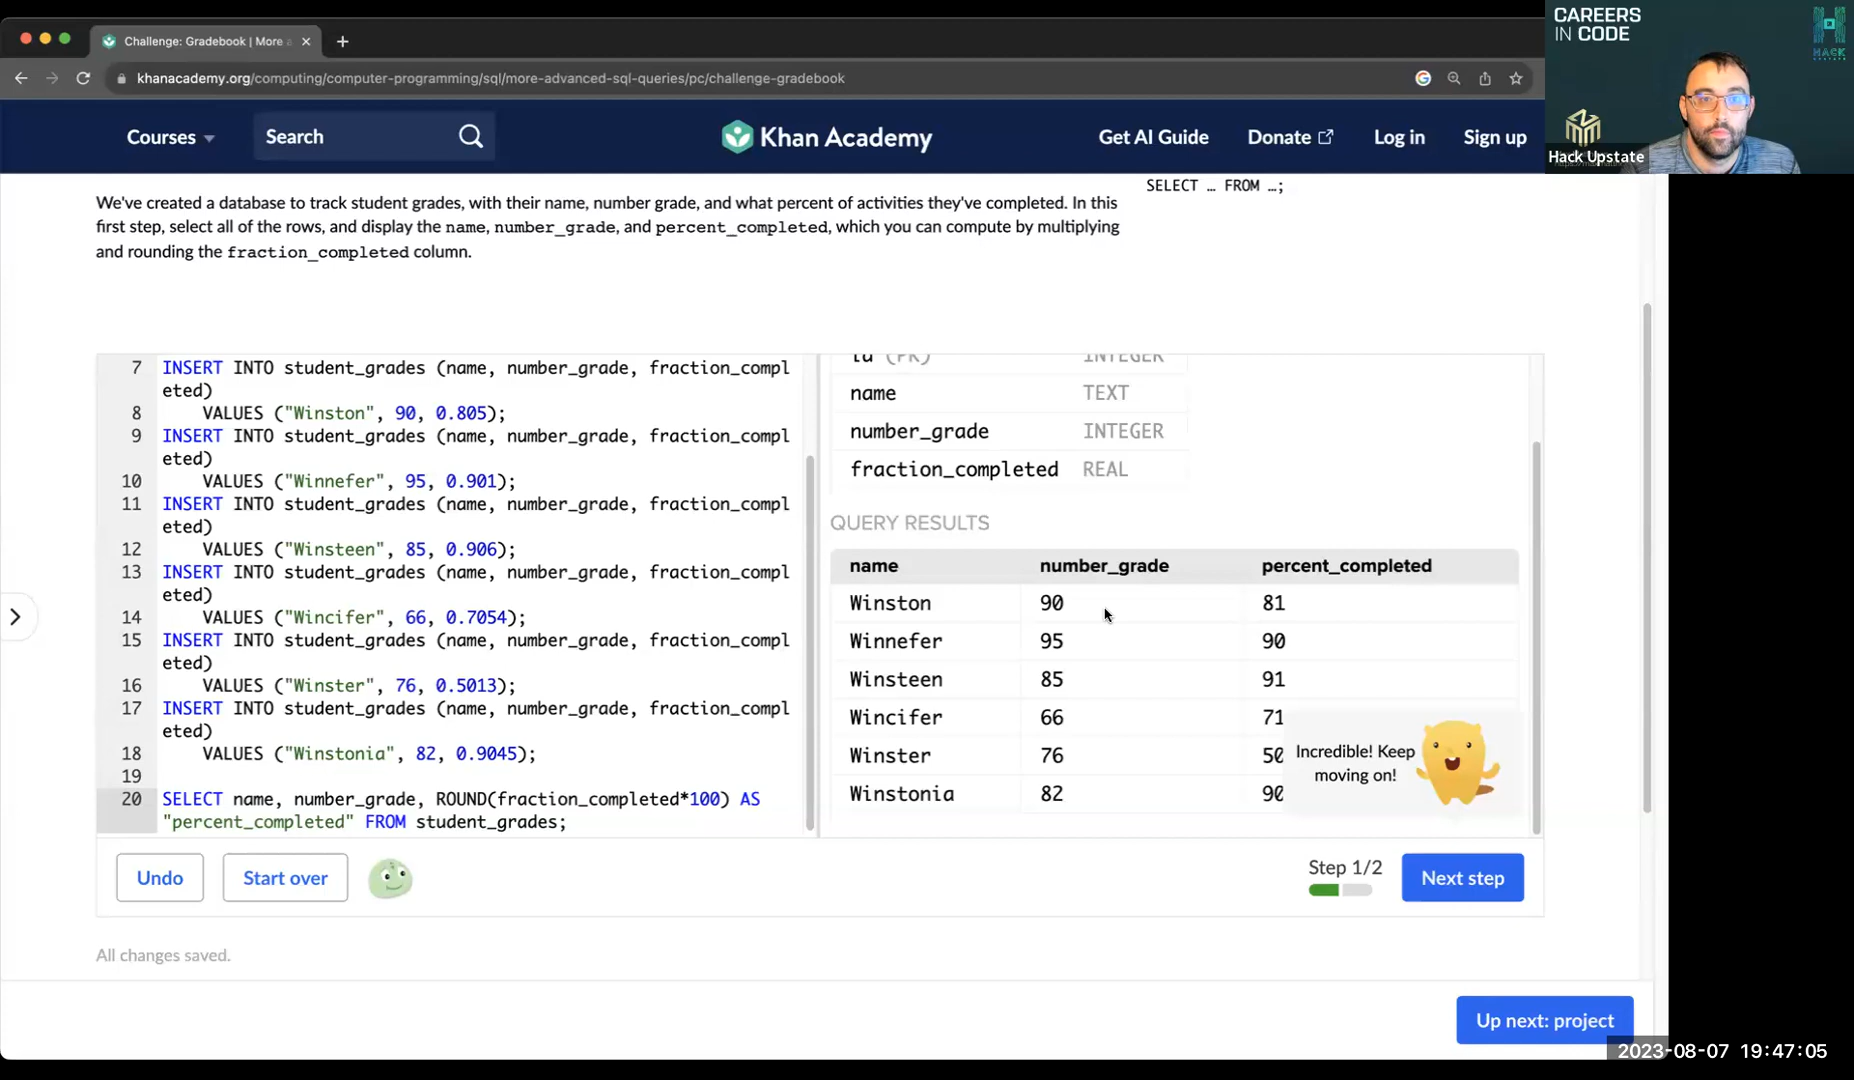 Challenge: Gradebook | More a
khanacademy.org/computing/computer-programming/sql/more-advanced-sql-queries/pc/challenge-gradebook
CAREERS
IN CODE
HACK
UPSTATE
Hack Upstate
Courses
Search
Khan Academy
Get AI Guide
Donate
Log in
Sign up
SELECT … FROM …;
We've created a database to track student grades, with their name, number grade, and what percent of activities they've completed. In this
first step, select all of the rows, and display the name, number_grade, and percent_completed, which you can compute by multiplying
and rounding the fraction_completed column.
7 INSERT INTO student_grades (name, number_grade, fraction_compl
eted)
8 VALUES ("Winston", 90, 0.805);
9 INSERT INTO student_grades (name, number_grade, fraction_compl
eted)
10 VALUES ("Winnefer", 95, 0.901);
11 INSERT INTO student_grades (name, number_grade, fraction_compl
eted)
12 VALUES ("Winsteen", 85, 0.906);
13 INSERT INTO student_grades (name, number_grade, fraction_compl
eted)
14 VALUES ("Wincifer", 66, 0.7054);
15 INSERT INTO student_grades (name, number_grade, fraction_compl
eted)
16 VALUES ("Winster", 76, 0.5013);
17 INSERT INTO student_grades (name, number_grade, fraction_compl
eted)
18 VALUES ("Winstonia", 82, 0.9045);
19
20 SELECT name, number_grade, ROUND(fraction_completed*100) AS
"percent_completed" FROM student_grades;
id (PK) INTEGER
name TEXT
number_grade INTEGER
fraction_completed REAL
QUERY RESULTS
name number_grade percent_completed
Winston 90 81
Winnefer 95 90
Winsteen 85 91
Wincifer 66 71
Winster 76 50
Winstonia 82 90
Incredible! Keep
moving on!
Undo
Start over
Step 1/2
Next step
All changes saved.
Up next: project
2023-08-07 19:47:05